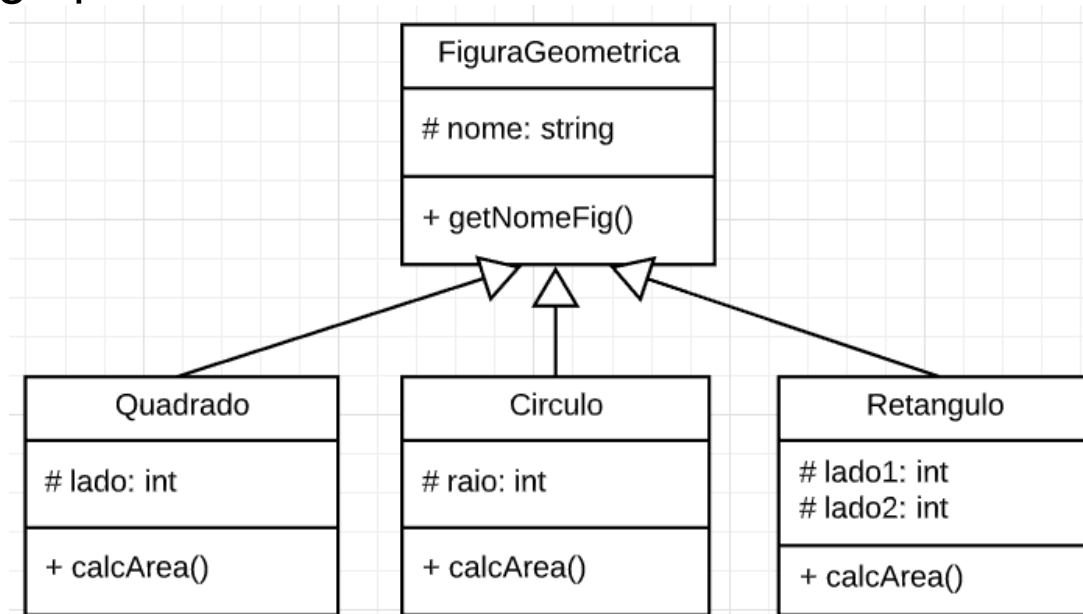 FiguraGeometrica
# nome: string
+ getNomeFig()
Quadrado
# lado: int
+ calcArea()
Circulo
# raio: int
+ calcArea()
Retangulo
# lado1: int
# lado2: int
+ calcArea()